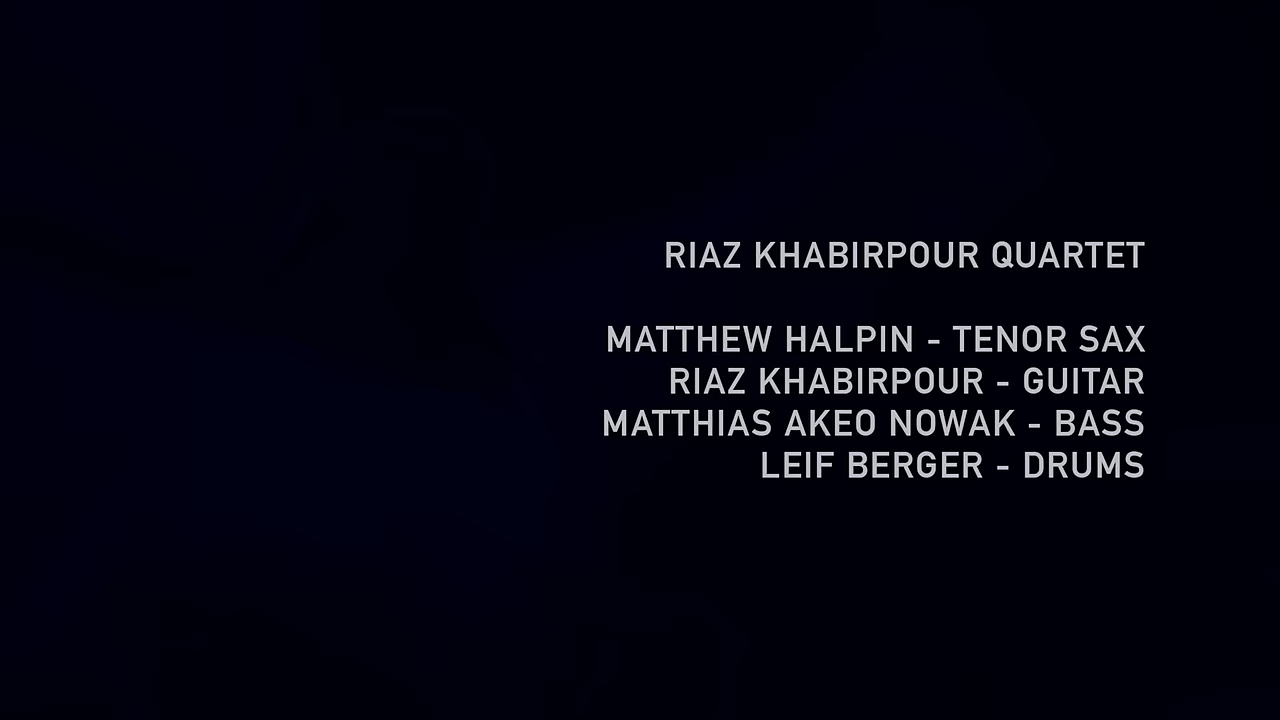 RIAZ KHABIRPOUR QUARTET
MATTHEW HALPIN - TENOR SAX
RIAZ KHABIRPOUR - GUITAR
MATTHIAS AKEO NOWAK - BASS
LEIF BERGER - DRUMS